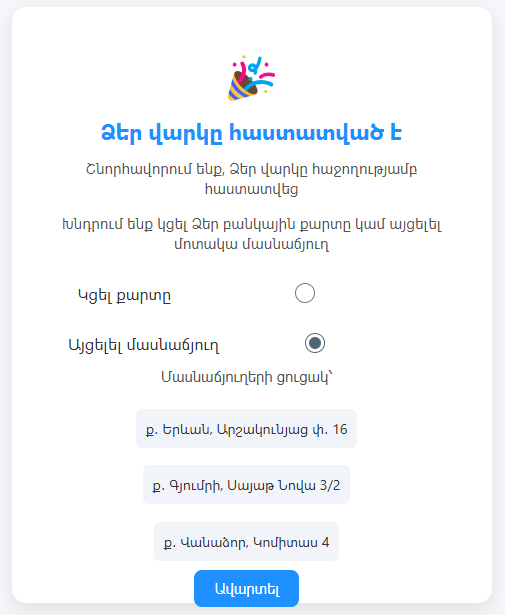 Ձեր վարկը հաստատված է
Շնորհավորում ենք, Ձեր վարկը հաջողությամբ
հաստատվեց
Խնդրում ենք կցել Ձեր բանկային քարտը կամ այցելել
մոտակա մասնաճյուղ
Կցել քարտը
Այցելել մասնաճյուղ
Մասնաճյուղերի ցուցակ՝
ք. Երևան, Արշակունյաց փ. 16
ք. Գյումրի, Սայաթ Նովա 3/2
ք. Վանաձոր, Կոմիտաս 4
Ավարտել